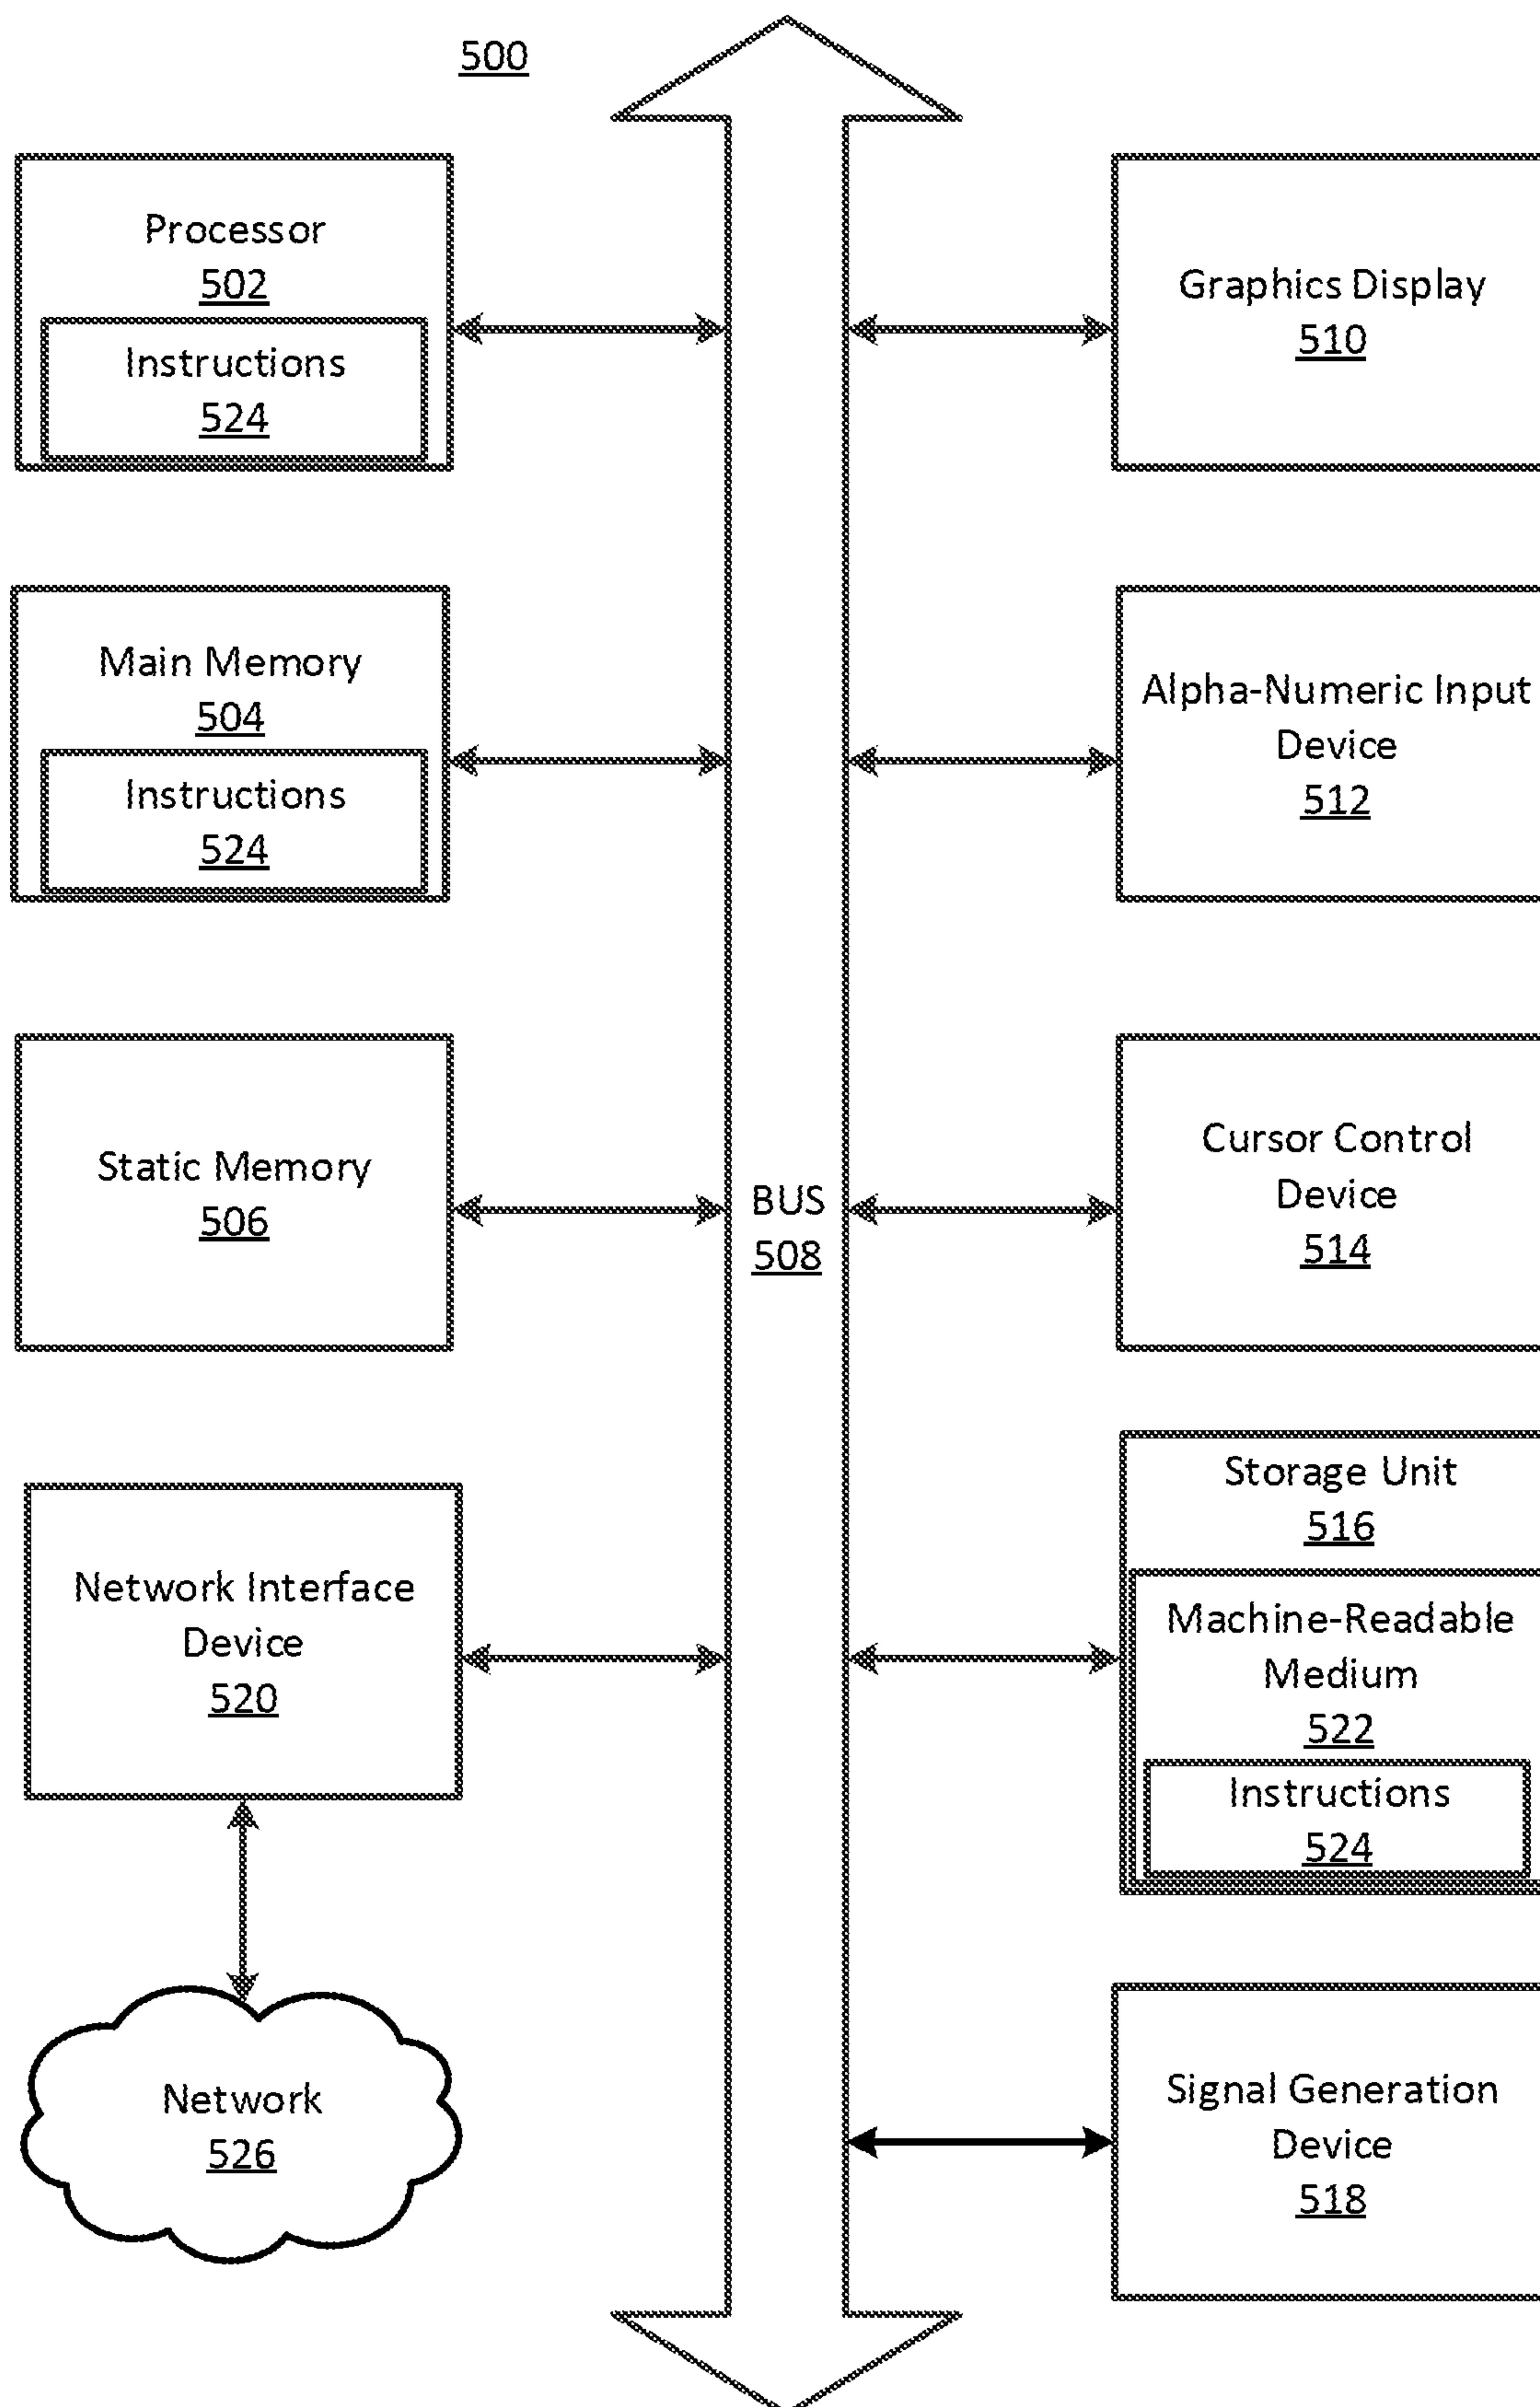 500
Processor
502
Instructions
524
Graphics Display
510
Main Memory
504
Instructions
524
Alpha-Numeric Input
Device
512
Static Memory
506
BUS
508
Cursor Control
Device
514
Network Interface
Device
520
Storage Unit
516
Machine-Readable
Medium
522
Instructions
524
Network
526
Signal Generation
Device
518